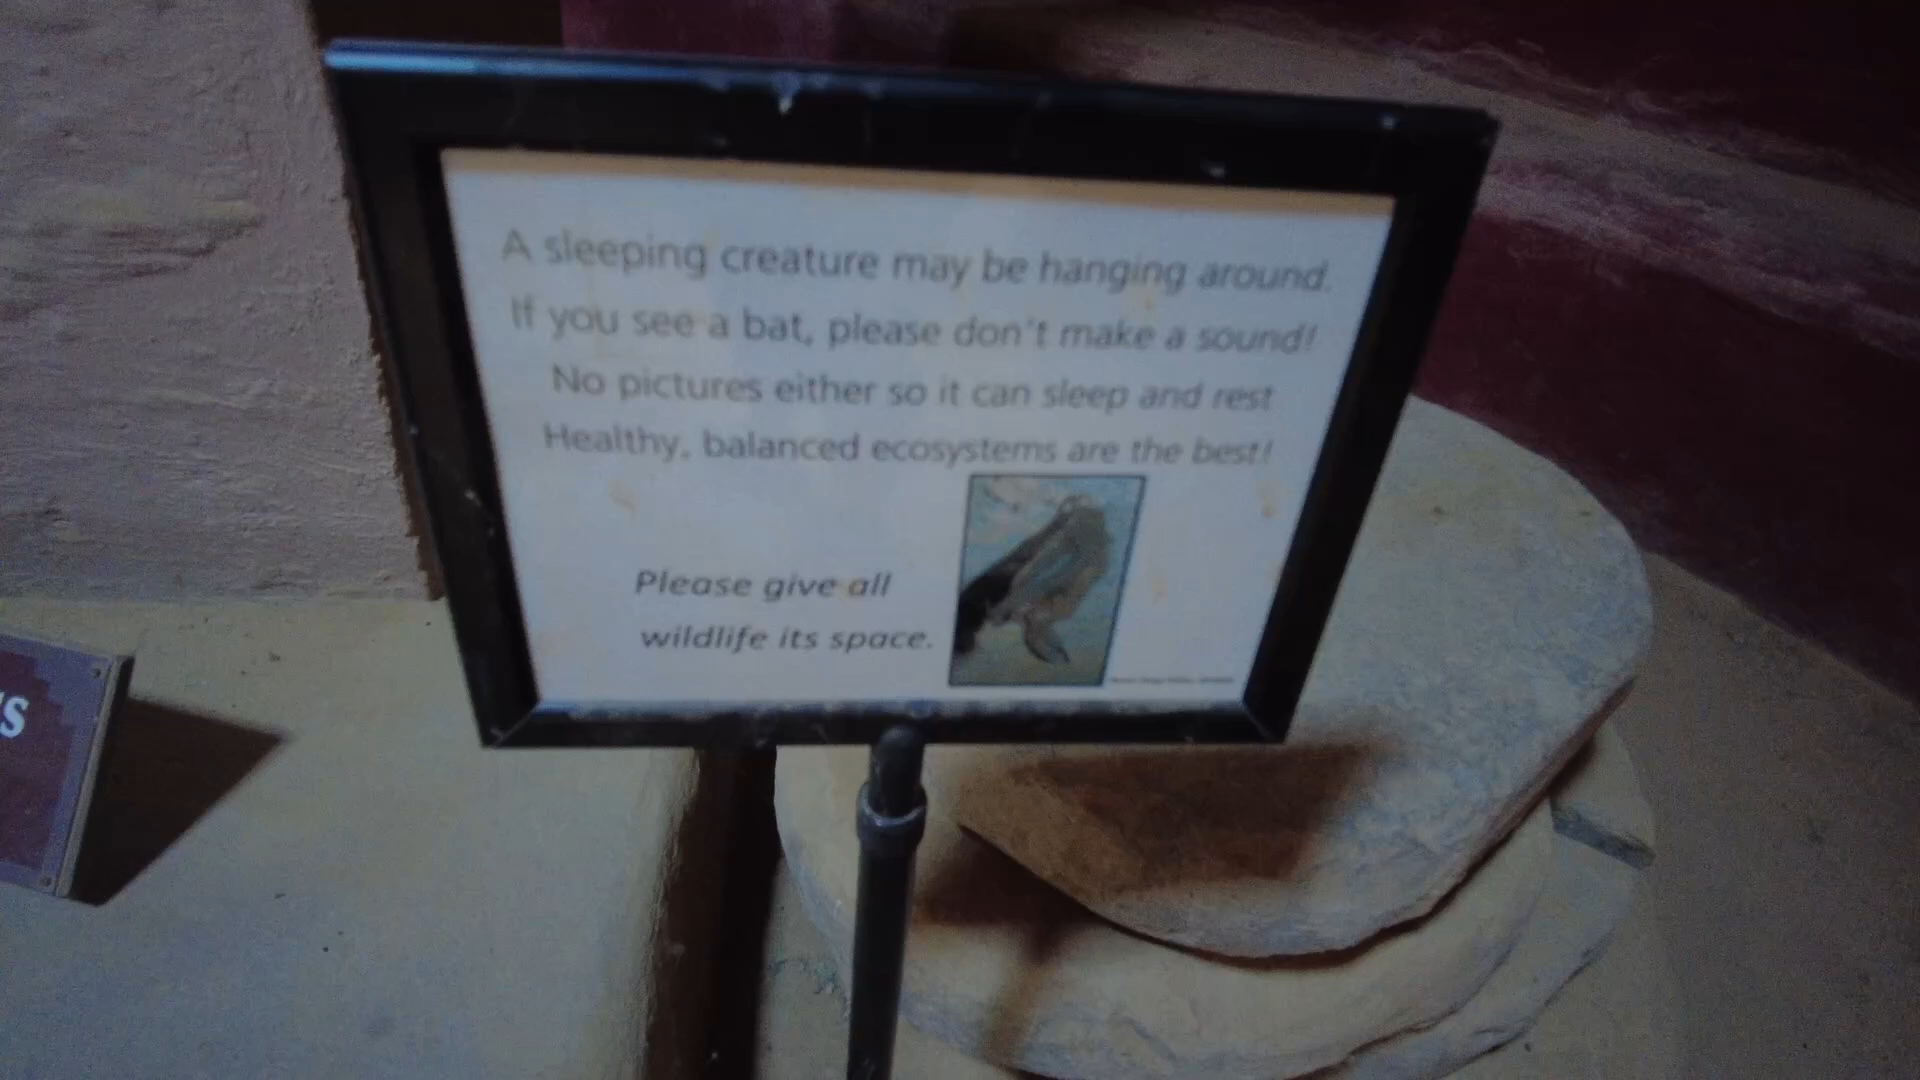 A sleeping creature may be hanging around.
If you see a bat, please don't make a sound!
No pictures either so it can sleep and rest
Healthy, balanced ecosystems are the best!
Please give all
wildlife its space.